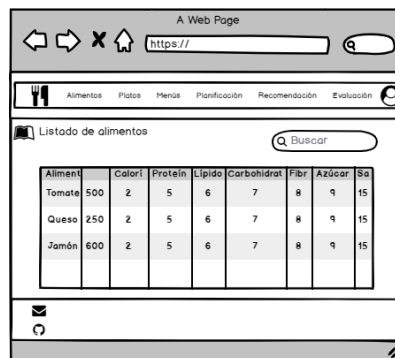 A Web Page
https://
Alimentos Platos Menús Planificación Recomendación Evaluación
Listado de alimentos
Buscar
Aliment Calorí Proteín Lípido Carbohidrat Fibr Azúcar Sa
Tomate 500 2 5 6 7 8 9 15
Queso 250 2 5 6 7 8 9 15
Jamón 600 2 5 6 7 8 9 15